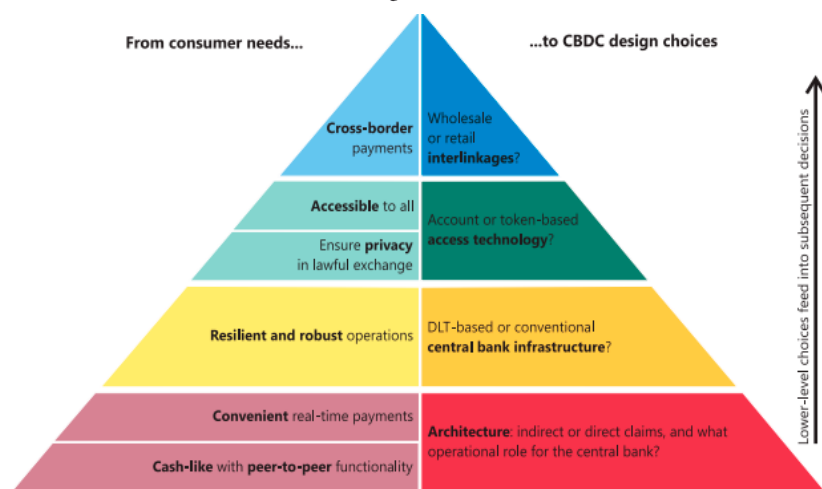 From consumer needs...
...to CBDC design choices
Cross-border
payments
Wholesale
or retail
interlinkages?
Accessible to all
Ensure privacy
in lawful exchange
Account or token-based
access technology?
Resilient and robust operations
DLT-based or conventional
central bank infrastructure?
Convenient real-time payments
Cash-like with peer-to-peer functionality
Architecture: indirect or direct claims, and what
operational role for the central bank?
Lower-level choices feed into subsequent decisions